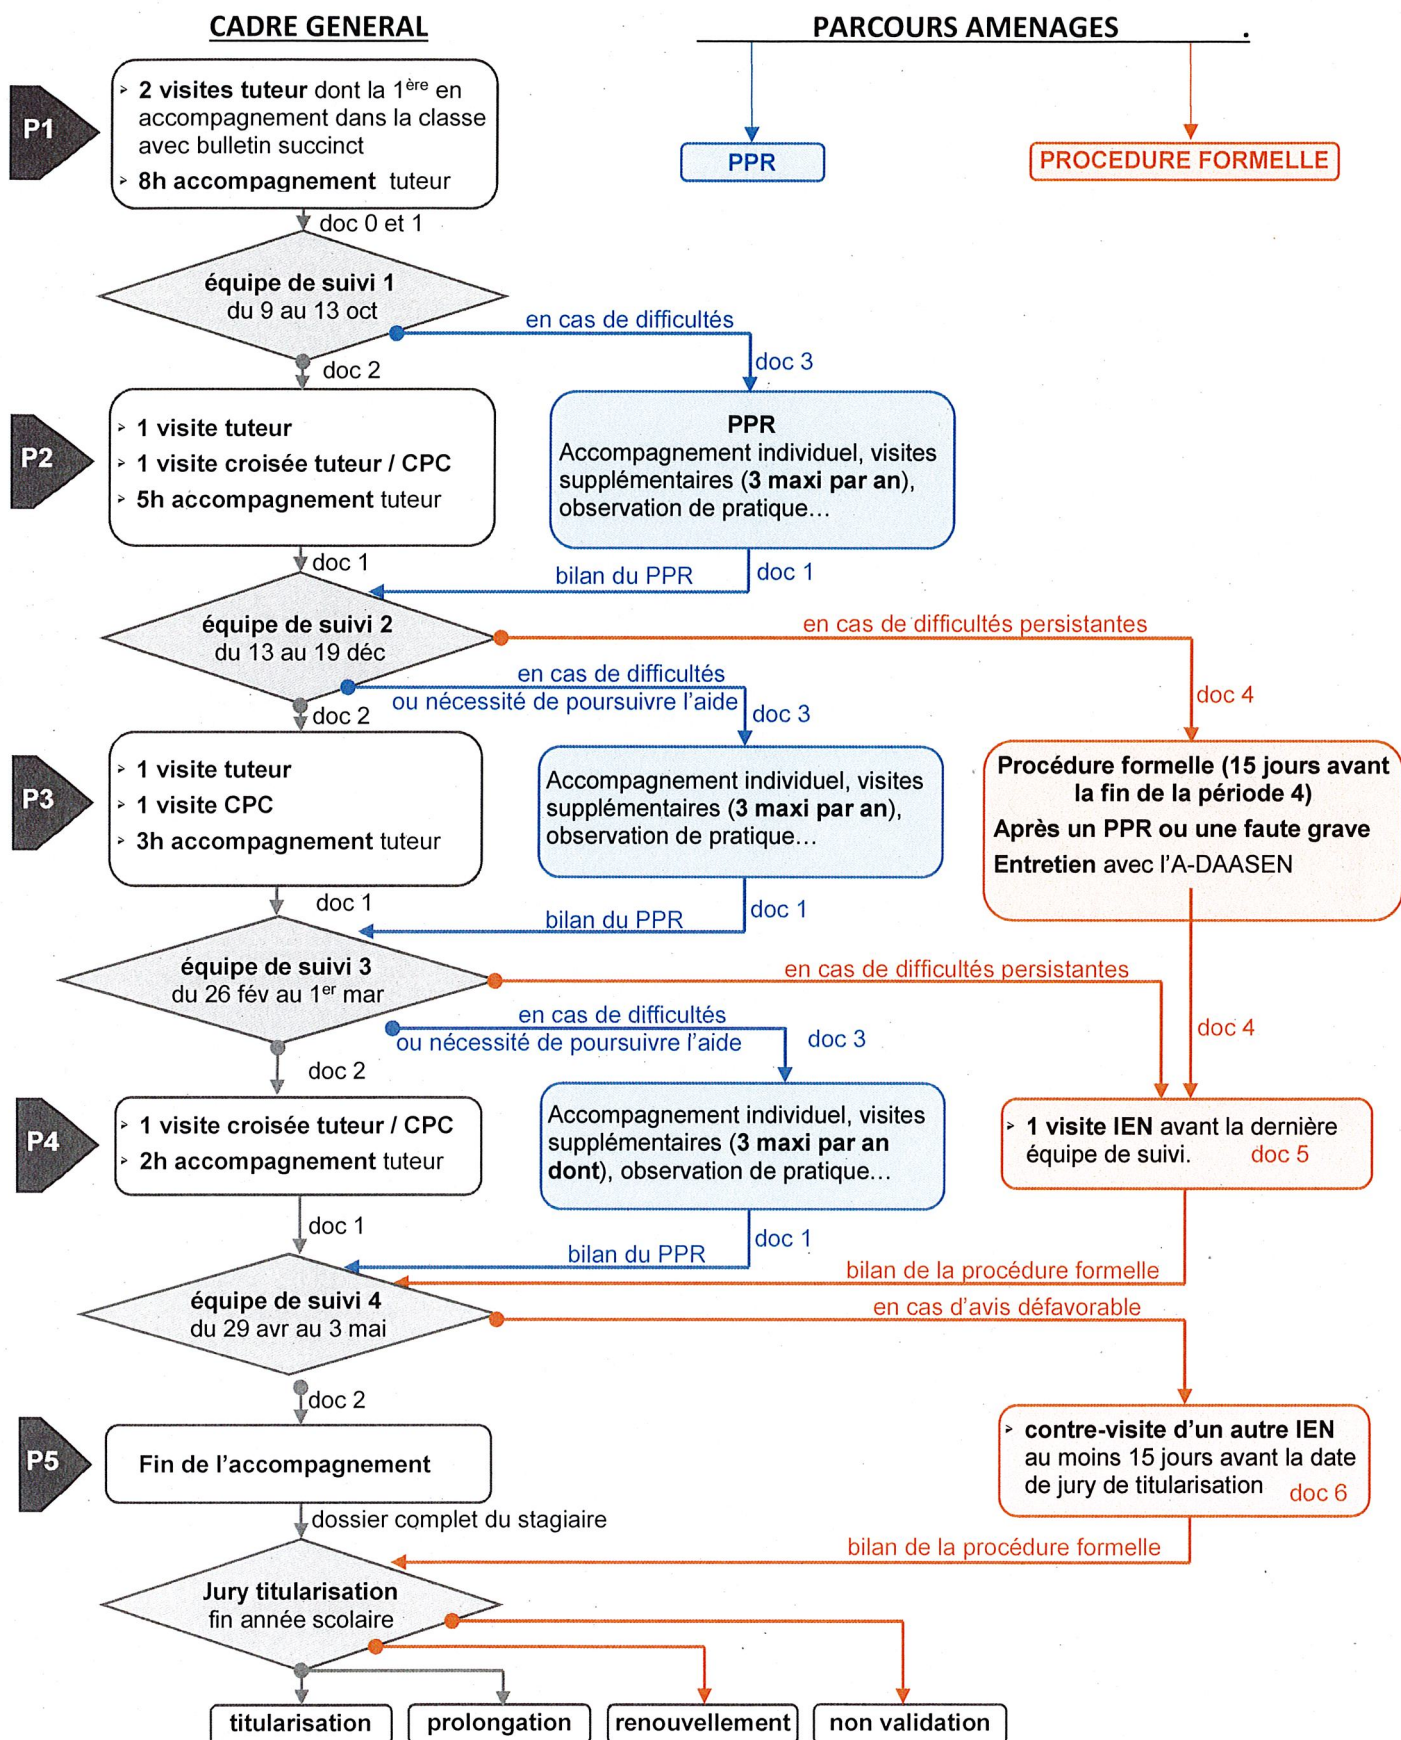 CADRE GENERAL
PARCOURS AMENAGES .
P1
➢ 2 visites tuteur dont la 1ère en
accompagnement dans la classe
avec bulletin succinct
➢ 8h accompagnement tuteur
PPR
PROCEDURE FORMELLE
doc 0 et 1
équipe de suivi 1
du 9 au 13 oct
en cas de difficultés
doc 3
doc 2
P2
➢ 1 visite tuteur
➢ 1 visite croisée tuteur / CPC
➢ 5h accompagnement tuteur
PPR
Accompagnement individuel, visites
supplémentaires (3 maxi par an),
observation de pratique…
doc 1
bilan du PPR
doc 1
équipe de suivi 2
du 13 au 19 déc
en cas de difficultés persistantes
en cas de difficultés
ou nécessité de poursuivre l'aide
doc 4
doc 2
doc 3
P3
➢ 1 visite tuteur
➢ 1 visite CPC
➢ 3h accompagnement tuteur
Accompagnement individuel, visites
supplémentaires (3 maxi par an),
observation de pratique…
Procédure formelle (15 jours avant
la fin de la période 4)
Après un PPR ou une faute grave
Entretien avec l'A-DAASEN
doc 1
bilan du PPR
doc 1
équipe de suivi 3
du 26 fév au 1er mar
en cas de difficultés persistantes
en cas de difficultés
ou nécessité de poursuivre l'aide
doc 3
doc 4
doc 2
P4
➢ 1 visite croisée tuteur / CPC
➢ 2h accompagnement tuteur
Accompagnement individuel, visites
supplémentaires (3 maxi par an
dont), observation de pratique…
➢ 1 visite IEN avant la dernière
équipe de suivi. doc 5
doc 1
bilan du PPR
doc 1
bilan de la procédure formelle
équipe de suivi 4
du 29 avr au 3 mai
en cas d'avis défavorable
doc 2
P5
Fin de l'accompagnement
➢ contre-visite d'un autre IEN
au moins 15 jours avant la date
de jury de titularisation doc 6
dossier complet du stagiaire
bilan de la procédure formelle
Jury titularisation
fin année scolaire
titularisation
prolongation
renouvellement
non validation